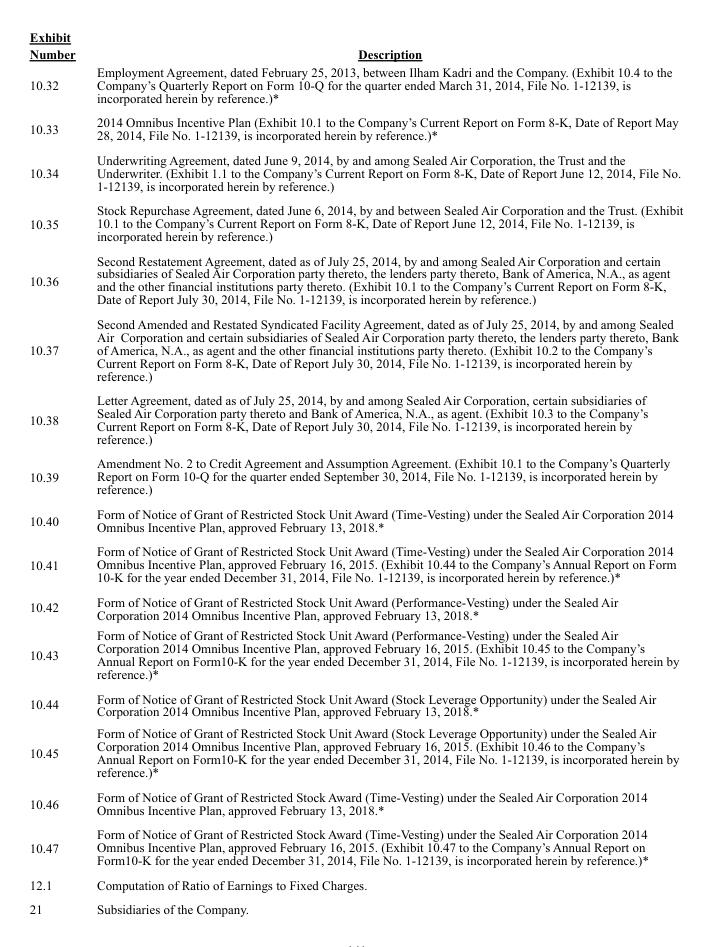 Exhibit
Number Description
Employment Agreement, dated February 25, 2013, between Ilham Kadri and the Company. (Exhibit 10.4 to the
10.32 Company's Quarterly Report on Form 10-Q for the quarter ended March 31, 2014, File No. 1-12139, is
incorporated herein by reference.)*
10.33 2014 Omnibus Incentive Plan (Exhibit 10.1 to the Company's Current Report on Form 8-K, Date of Report May
28, 2014, File No. 1-12139, is incorporated herein by reference.)*
Underwriting Agreement, dated June 9, 2014, by and among Sealed Air Corporation, the Trust and the
10.34 Underwriter. (Exhibit 1.1 to the Company's Current Report on Form 8-K, Date of Report June 12, 2014, File No.
1-12139, is incorporated herein by reference.)
Stock Repurchase Agreement, dated June 6, 2014, by and between Sealed Air Corporation and the Trust. (Exhibit
10.35 10.1 to the Company's Current Report on Form 8-K, Date of Report June 12, 2014, File No. 1-12139, is
incorporated herein by reference.)
Second Restatement Agreement, dated as of July 25, 2014, by and among Sealed Air Corporation and certain
subsidiaries of Sealed Air Corporation party thereto, the lenders party thereto, Bank of America, N.A., as agent
10.36 and the other financial institutions party thereto. (Exhibit 10.1 to the Company's Current Report on Form 8-K,
Date of Report July 30, 2014, File No. 1-12139, is incorporated herein by reference.)
Second Amended and Restated Syndicated Facility Agreement, dated as of July 25, 2014, by and among Sealed
Air Corporation and certain subsidiaries of Sealed Air Corporation party thereto, the lenders party thereto, Bank
10.37 of America, N.A., as agent and the other financial institutions party thereto. (Exhibit 10.2 to the Company's
Current Report on Form 8-K, Date of Report July 30, 2014, File No. 1-12139, is incorporated herein by
reference.)
Letter Agreement, dated as of July 25, 2014, by and among Sealed Air Corporation, certain subsidiaries of
Sealed Air Corporation party thereto and Bank of America, N.A., as agent. (Exhibit 10.3 to the Company's
10.38 Current Report on Form 8-K, Date of Report July 30, 2014, File No. 1-12139, is incorporated herein by
reference.)
Amendment No. 2 to Credit Agreement and Assumption Agreement. (Exhibit 10.1 to the Company's Quarterly
10.39 Report on Form 10-Q for the quarter ended September 30, 2014, File No. 1-12139, is incorporated herein by
reference.)
10.40 Form of Notice of Grant of Restricted Stock Unit Award (Time-Vesting) under the Sealed Air Corporation 2014
Omnibus Incentive Plan, approved February 13, 2018.*
Form of Notice of Grant of Restricted Stock Unit Award (Time-Vesting) under the Sealed Air Corporation 2014
10.41 Omnibus Incentive Plan, approved February 16, 2015. (Exhibit 10.44 to the Company's Annual Report on Form
10-K for the year ended December 31, 2014, File No. 1-12139, is incorporated herein by reference.)*
10.42 Form of Notice of Grant of Restricted Stock Unit Award (Performance-Vesting) under the Sealed Air
Corporation 2014 Omnibus Incentive Plan, approved February 13, 2018.*
Form of Notice of Grant of Restricted Stock Unit Award (Performance-Vesting) under the Sealed Air
Corporation 2014 Omnibus Incentive Plan, approved February 16, 2015. (Exhibit 10.45 to the Company's
10.43 Annual Report on Form10-K for the year ended December 31, 2014, File No. 1-12139, is incorporated herein by
reference.)*
10.44 Form of Notice of Grant of Restricted Stock Unit Award (Stock Leverage Opportunity) under the Sealed Air
Corporation 2014 Omnibus Incentive Plan, approved February 13, 2018.*
Form of Notice of Grant of Restricted Stock Unit Award (Stock Leverage Opportunity) under the Sealed Air
Corporation 2014 Omnibus Incentive Plan, approved February 16, 2015. (Exhibit 10.46 to the Company's
10.45 Annual Report on Form10-K for the year ended December 31, 2014, File No. 1-12139, is incorporated herein by
reference.)*
10.46 Form of Notice of Grant of Restricted Stock Award (Time-Vesting) under the Sealed Air Corporation 2014
Omnibus Incentive Plan, approved February 13, 2018.*
Form of Notice of Grant of Restricted Stock Award (Time-Vesting) under the Sealed Air Corporation 2014
10.47 Omnibus Incentive Plan, approved February 16, 2015. (Exhibit 10.47 to the Company's Annual Report on
Form10-K for the year ended December 31, 2014, File No. 1-12139, is incorporated herein by reference.)*
12.1 Computation of Ratio of Earnings to Fixed Charges.
21 Subsidiaries of the Company.